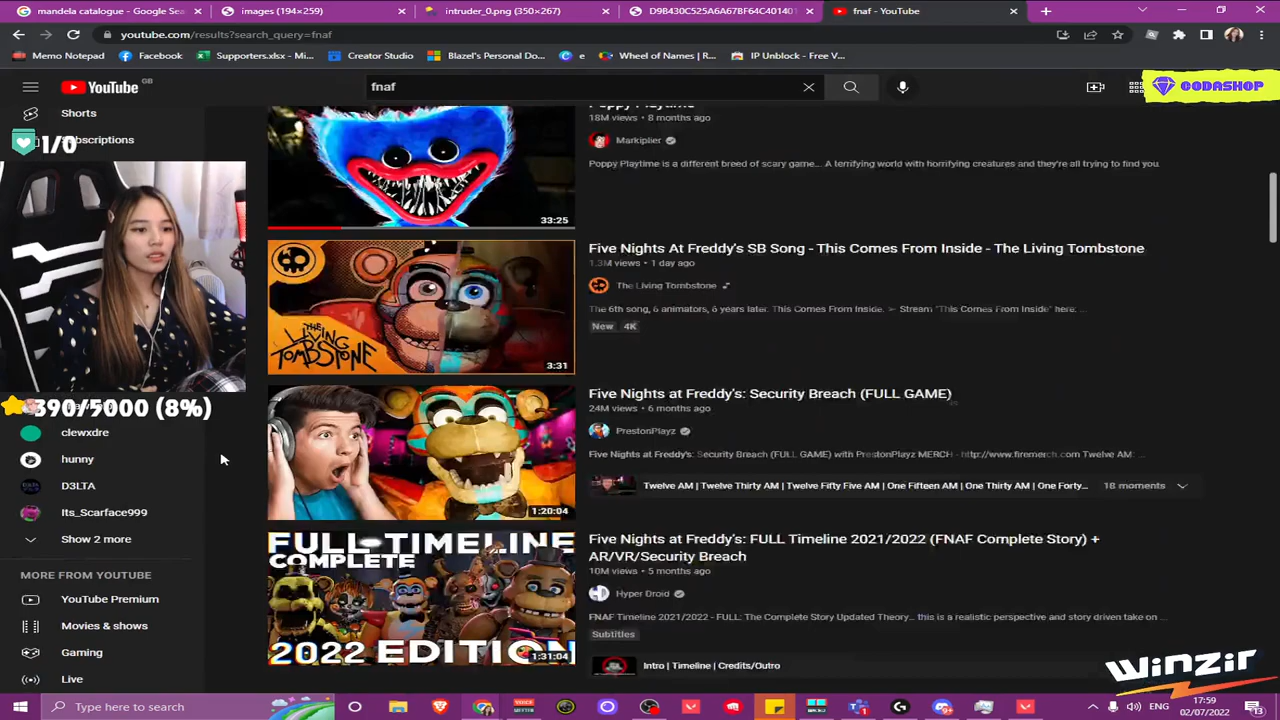 mandela catalogue - Google Sea
images (194×259)
intruder_0.png (350×267)
D9B430C525A6A67BF64C401401
fnaf - YouTube
youtube.com/results?search_query=fnaf
Memo Notepad
Facebook
Supporters.xlsx - Mi...
Creator Studio
Blazel's Personal Do...
e
Wheel of Names | R...
IP Unblock - Free V...
YouTube GB
fnaf
CODASHOP
Shorts
Subscriptions
1/0
390/5000 (8%)
clewxdre
hunny
D3LTA
Its_Scarface999
Show 2 more
MORE FROM YOUTUBE
YouTube Premium
Movies & shows
Gaming
Live
33:25
Poppy Playtime
18M views • 8 months ago
Markiplier
Poppy Playtime is a different breed of scary game... A terrifying world with horrifying creatures and they're all trying to find you.
THE LIVING TOMBSTONE
3:31
Five Nights At Freddy's SB Song - This Comes From Inside - The Living Tombstone
1.3M views • 1 day ago
The Living Tombstone
The 6th song, 6 animators, 6 years later. This Comes From Inside. ➢ Stream "This Comes From Inside" here: ...
New 4K
1:20:04
Five Nights at Freddy's: Security Breach (FULL GAME)
24M views • 6 months ago
PrestonPlayz
Five Nights at Freddy's: Security Breach (FULL GAME) with PrestonPlayz MERCH - http://www.firemerch.com Twelve AM: ...
Twelve AM | Twelve Thirty AM | Twelve Fifty Five AM | One Fifteen AM | One Thirty AM | One Forty...
18 moments
FULL TIMELINE
COMPLETE
2022 EDITION
1:31:04
Five Nights at Freddy's: FULL Timeline 2021/2022 (FNAF Complete Story) +
AR/VR/Security Breach
10M views • 5 months ago
Hyper Droid
FNAF Timeline 2021/2022 - FULL: The Complete Story Updated Theory... this is a realistic perspective and story driven take on ...
Subtitles
Intro | Timeline | Credits/Outro
WINZIR
Type here to search
ENG
17:59
02/07/2022